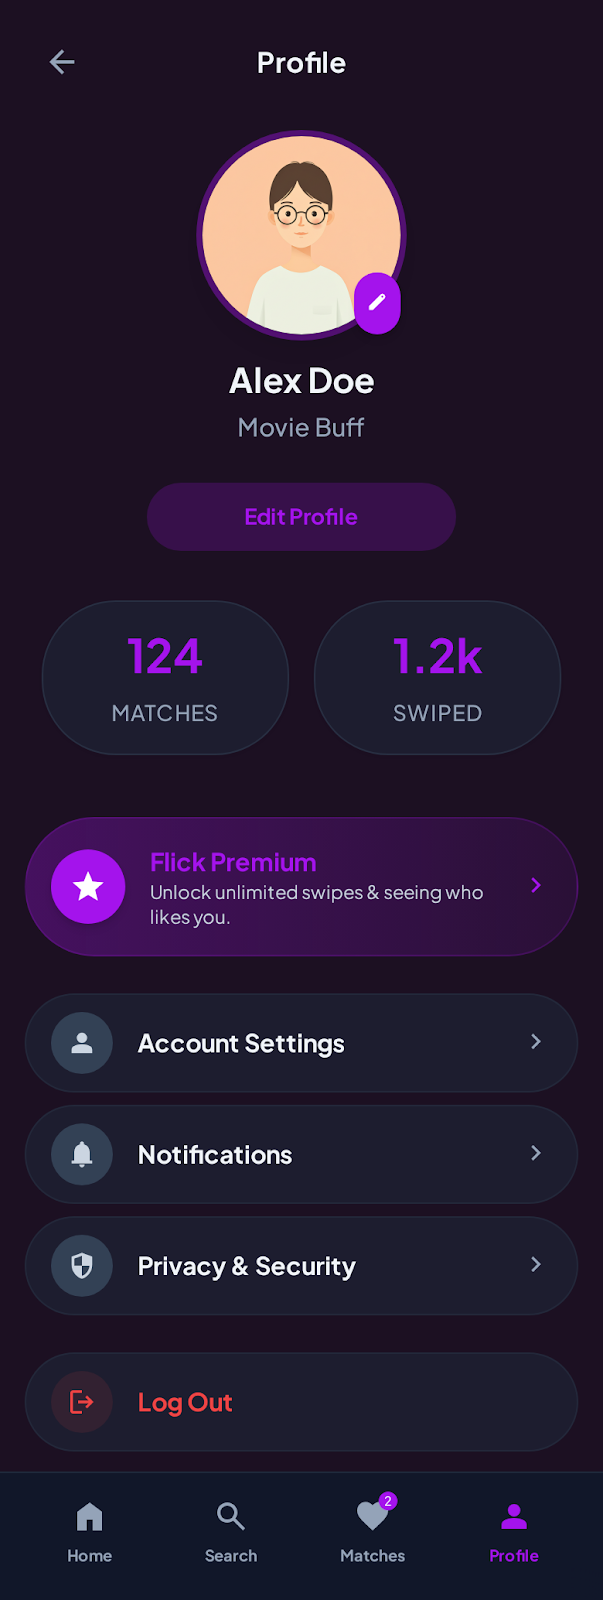 Profile
Alex Doe
Movie Buff
Edit Profile
124
MATCHES
1.2k
SWIPED
Flick Premium
Unlock unlimited swipes & seeing who
likes you.
Account Settings
Notifications
Privacy & Security
Log Out
2
Home
Search
Matches
Profile